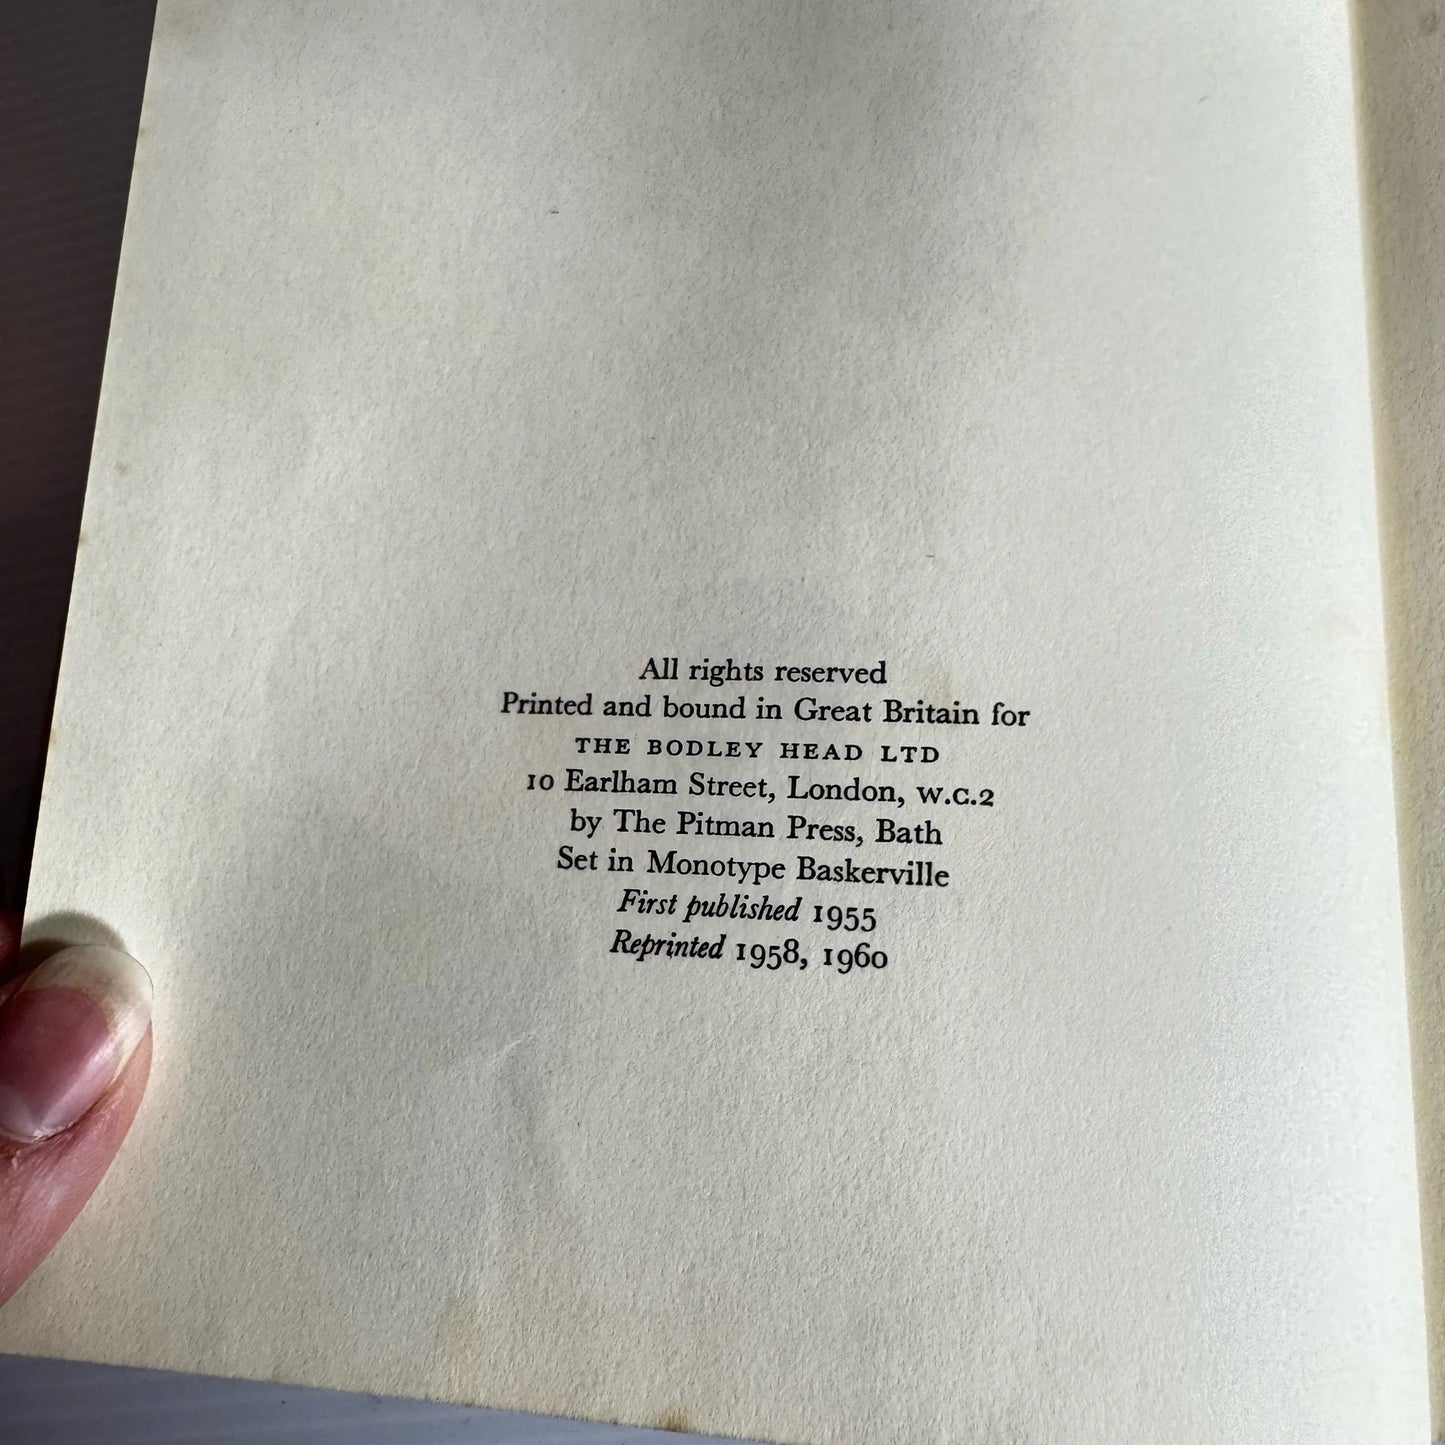 All rights reserved
Printed and bound in Great Britain for
THE BODLEY HEAD LTD
10 Earlham Street, London, W.C.2
by The Pitman Press, Bath
Set in Monotype Baskerville
First published 1955
Reprinted 1958, 1960